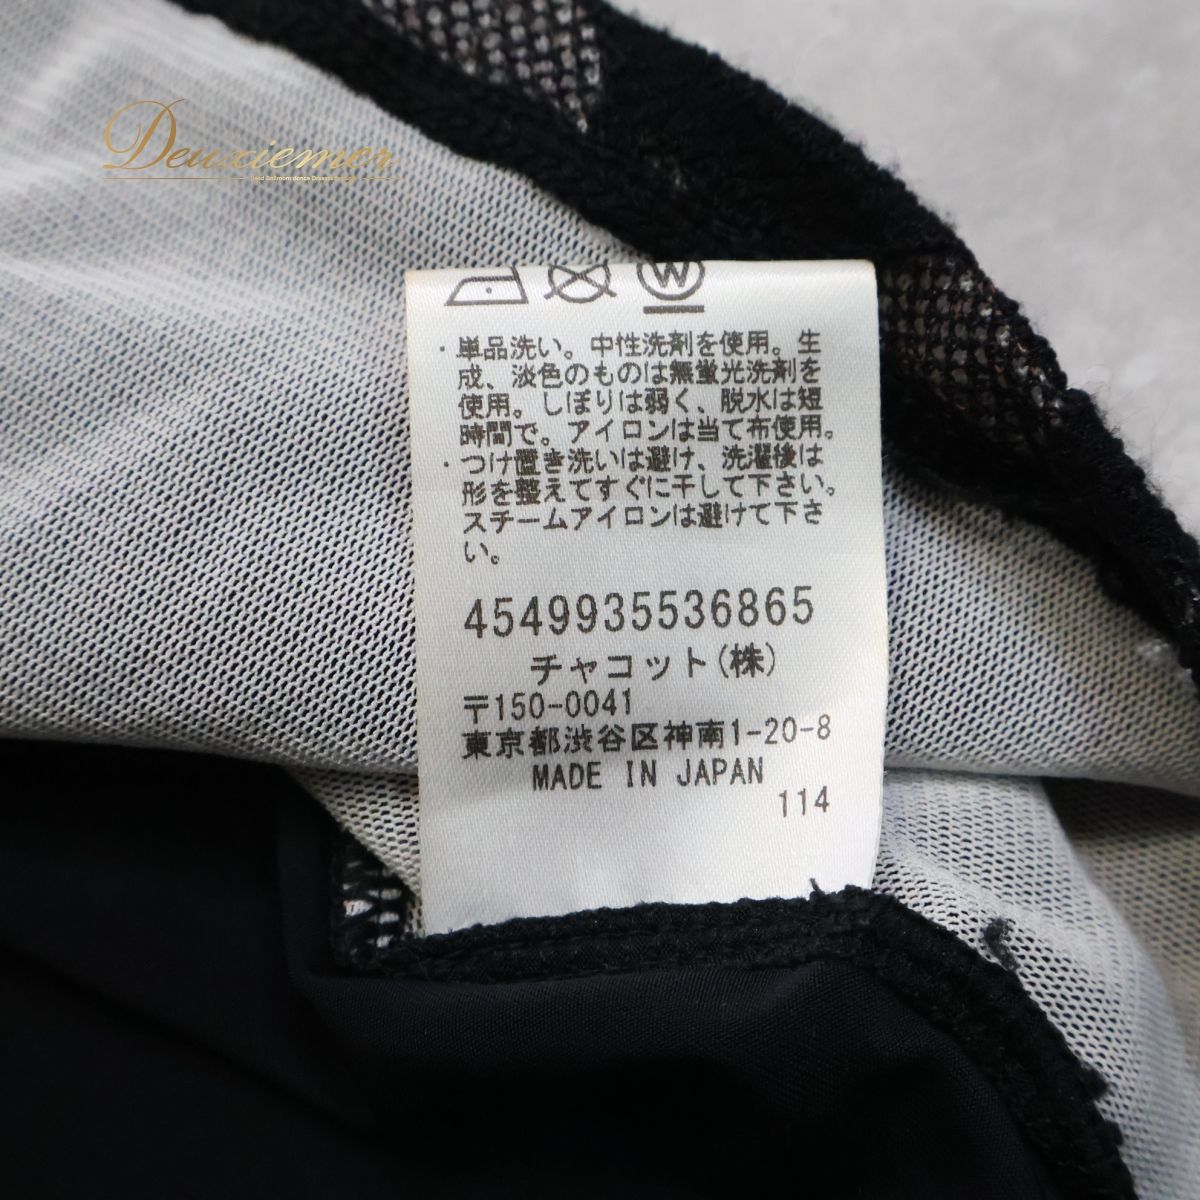 Deuxiemer
Used Ballroom dance Dresses
W
・単品洗い。中性洗剤を使用。生
成、淡色のものは無蛍光洗剤を
使用。しぼりは弱く、脱水は短
時間で。アイロンは当て布使用。
・つけ置き洗いは避け、洗濯後は
形を整えてすぐに干して下さい。
スチームアイロンは避けて下さ
い。
4549935536865
チャコット(株)
〒150-0041
東京都渋谷区神南1-20-8
MADE IN JAPAN
114